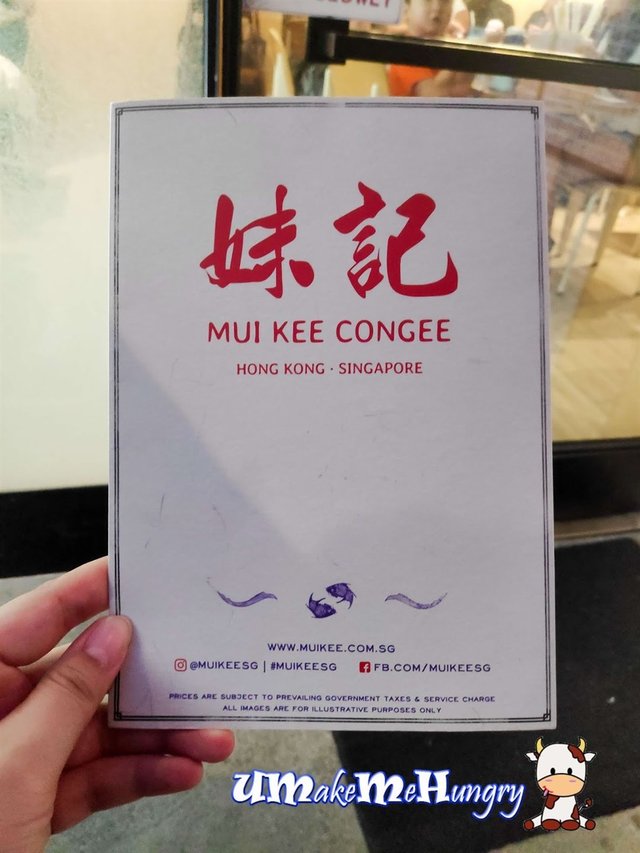 妹記
MUI KEE CONGEE
HONG KONG · SINGAPORE
WWW.MUIKEE.COM.SG
@MUIKEESG | #MUIKEESG FB.COM/MUIKEESG
PRICES ARE SUBJECT TO PREVAILING GOVERNMENT TAXES & SERVICE CHARGE
ALL IMAGES ARE FOR ILLUSTRATIVE PURPOSES ONLY
UMakeMeHungry